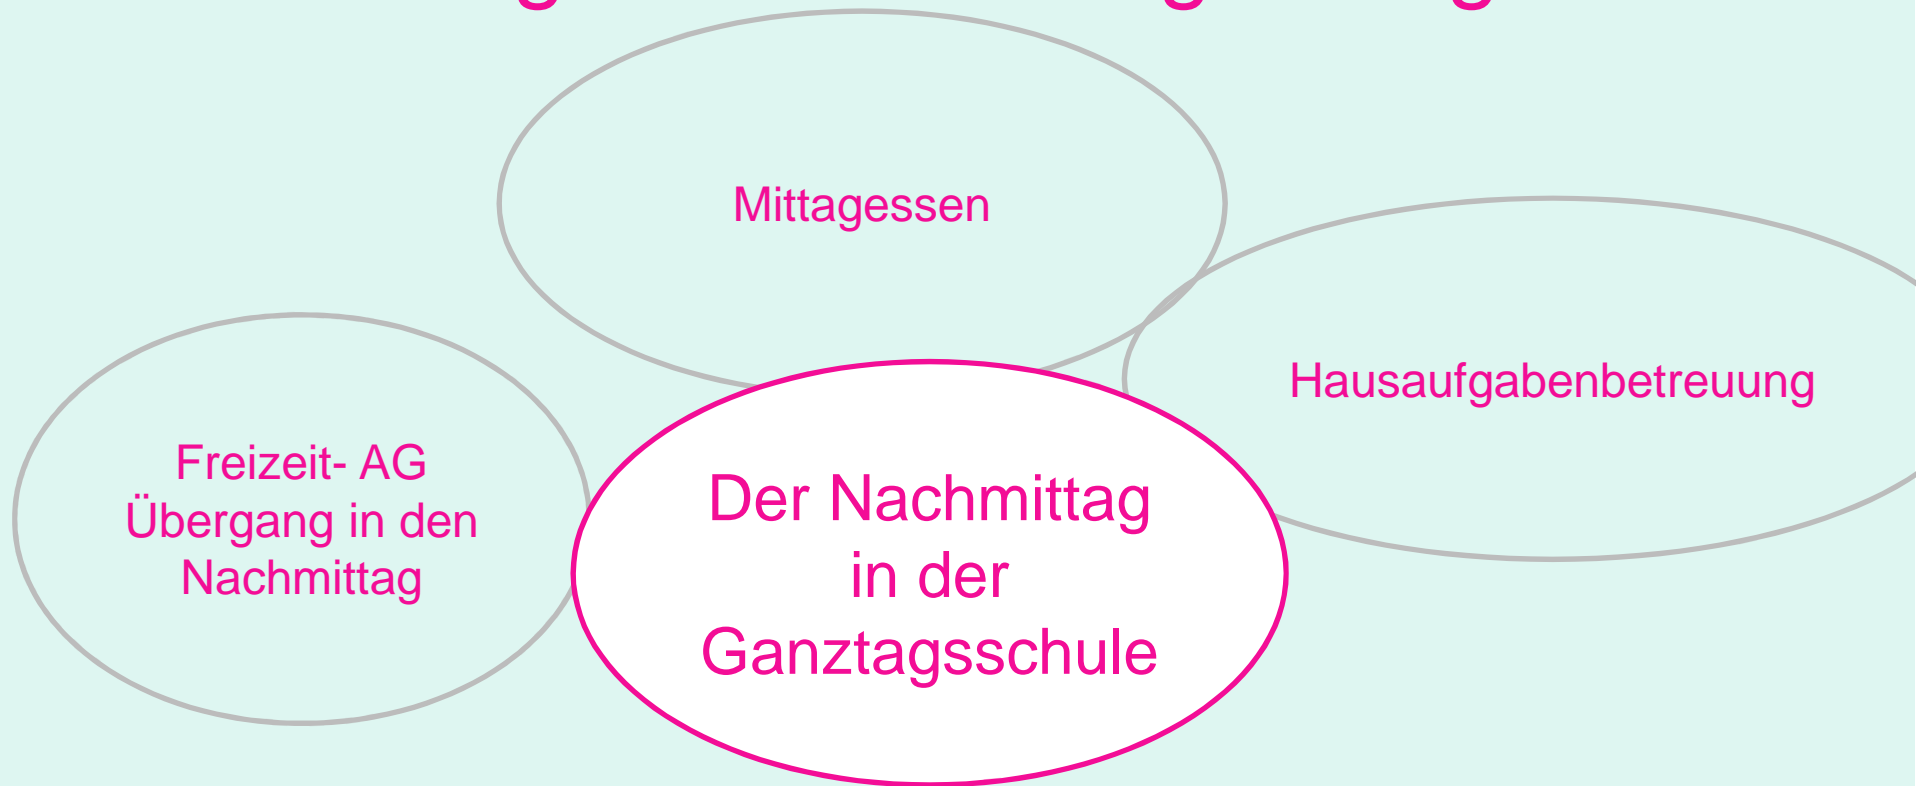 Mittagessen
Hausaufgabenbetreuung
Freizeit- AG
Übergang in den
Nachmittag
Der Nachmittag
in der
Ganztagsschule